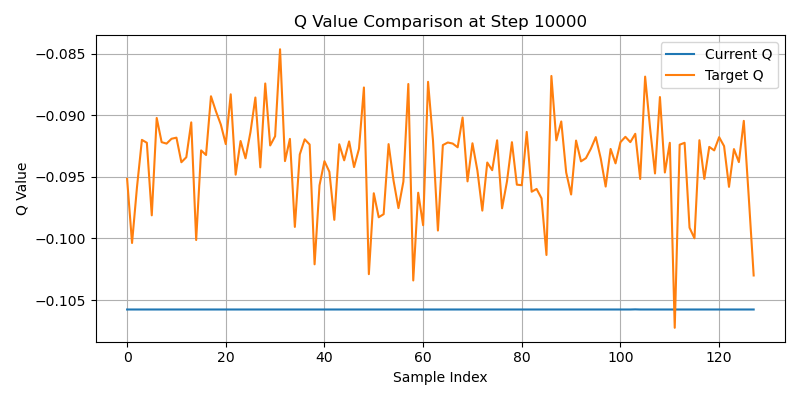 Q Value Comparison at Step 10000
Q Value
−0.085
−0.090
−0.095
−0.100
−0.105
Current Q
Target Q
0 20 40 60 80 100 120
Sample Index